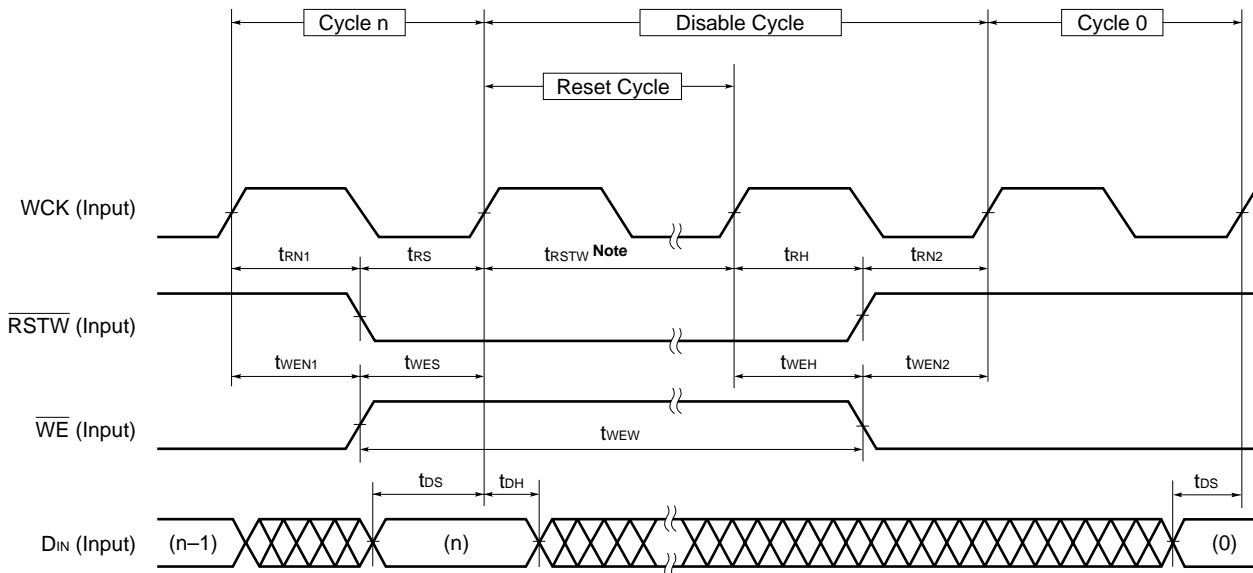 Cycle n Disable Cycle Cycle 0
Reset Cycle
WCK (Input)
tRN1 tRS tRSTW Note tRH tRN2
RSTW (Input)
tWEN1 tWES tWEH tWEN2
WE (Input)
tWEW
tDS tDH tDS
DIN (Input) (n–1) (n) (0)